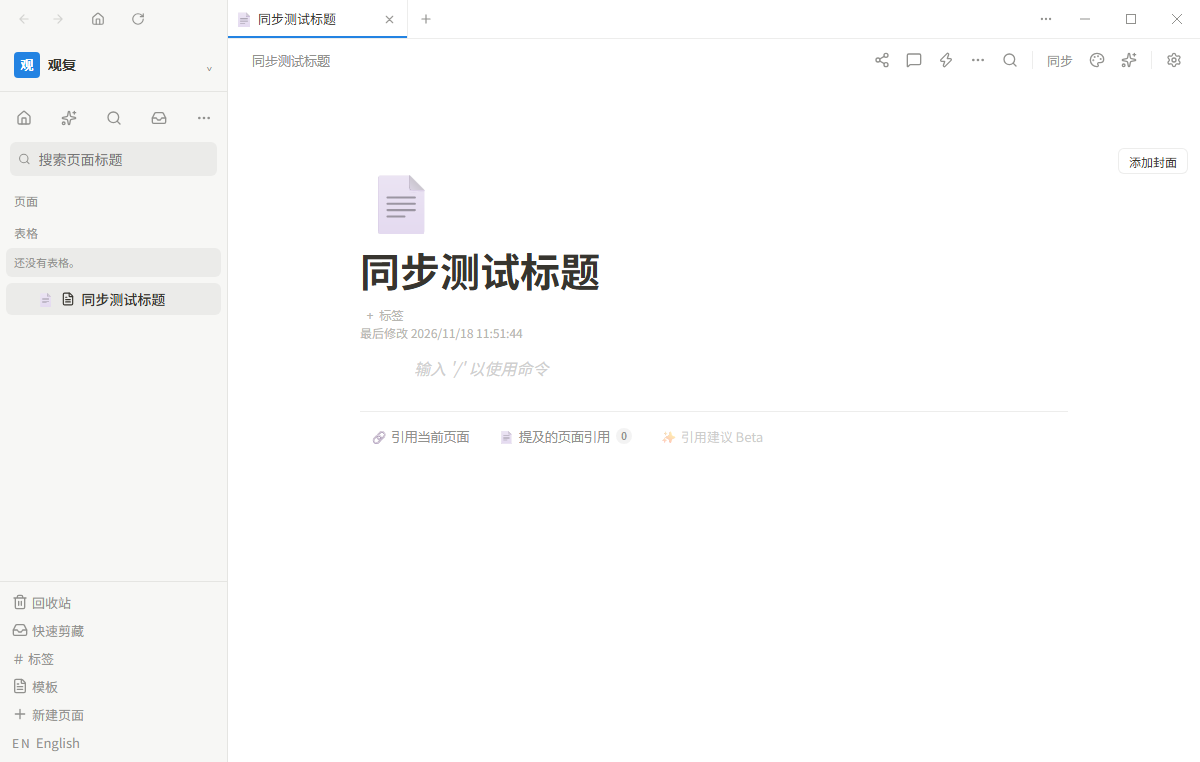 同步测试标题
观 观复
同步测试标题
同步
搜索页面标题
添加封面
页面
表格
还没有表格。
同步测试标题
同步测试标题
+ 标签
最后修改 2026/11/18 11:51:44
输入 '/' 以使用命令
引用当前页面
提及的页面引用 0
引用建议 Beta
回收站
快速剪藏
# 标签
模板
新建页面
EN English